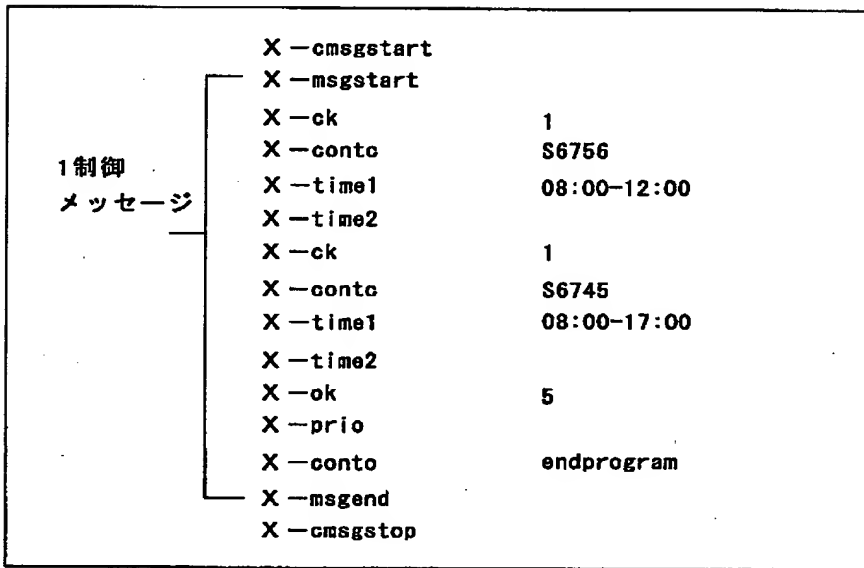 X —cmsgstart
X —msgstart
X —ck 1
X —contc S6756
1制御
メッセージ
X —time1 08:00-12:00
X —time2
X —ck 1
X —contc S6745
X —time1 08:00-17:00
X —time2
X —ck 5
X —prio
X —contc endprogram
X —msgend
X —cmsgstop